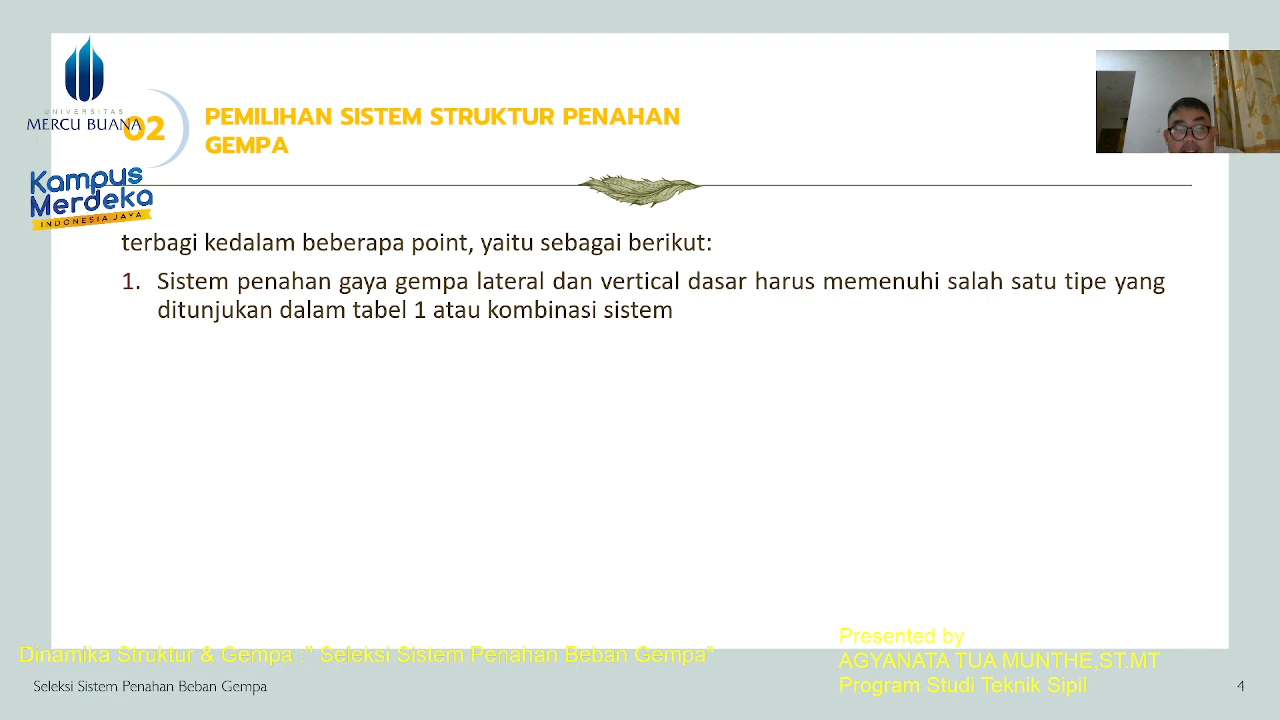 UNIVERSITAS
MERCU BUANA
02
PEMILIHAN SISTEM STRUKTUR PENAHAN
GEMPA
Kampus
Merdeka
INDONESIA JAYA
terbagi kedalam beberapa point, yaitu sebagai berikut:
1. Sistem penahan gaya gempa lateral dan vertical dasar harus memenuhi salah satu tipe yang
ditunjukan dalam tabel 1 atau kombinasi sistem
Dinamika Struktur & Gempa :" Seleksi Sistem Penahan Beban Gempa"
Presented by
AGYANATA TUA MUNTHE,ST.MT
Program Studi Teknik Sipil
Seleksi Sistem Penahan Beban Gempa
4